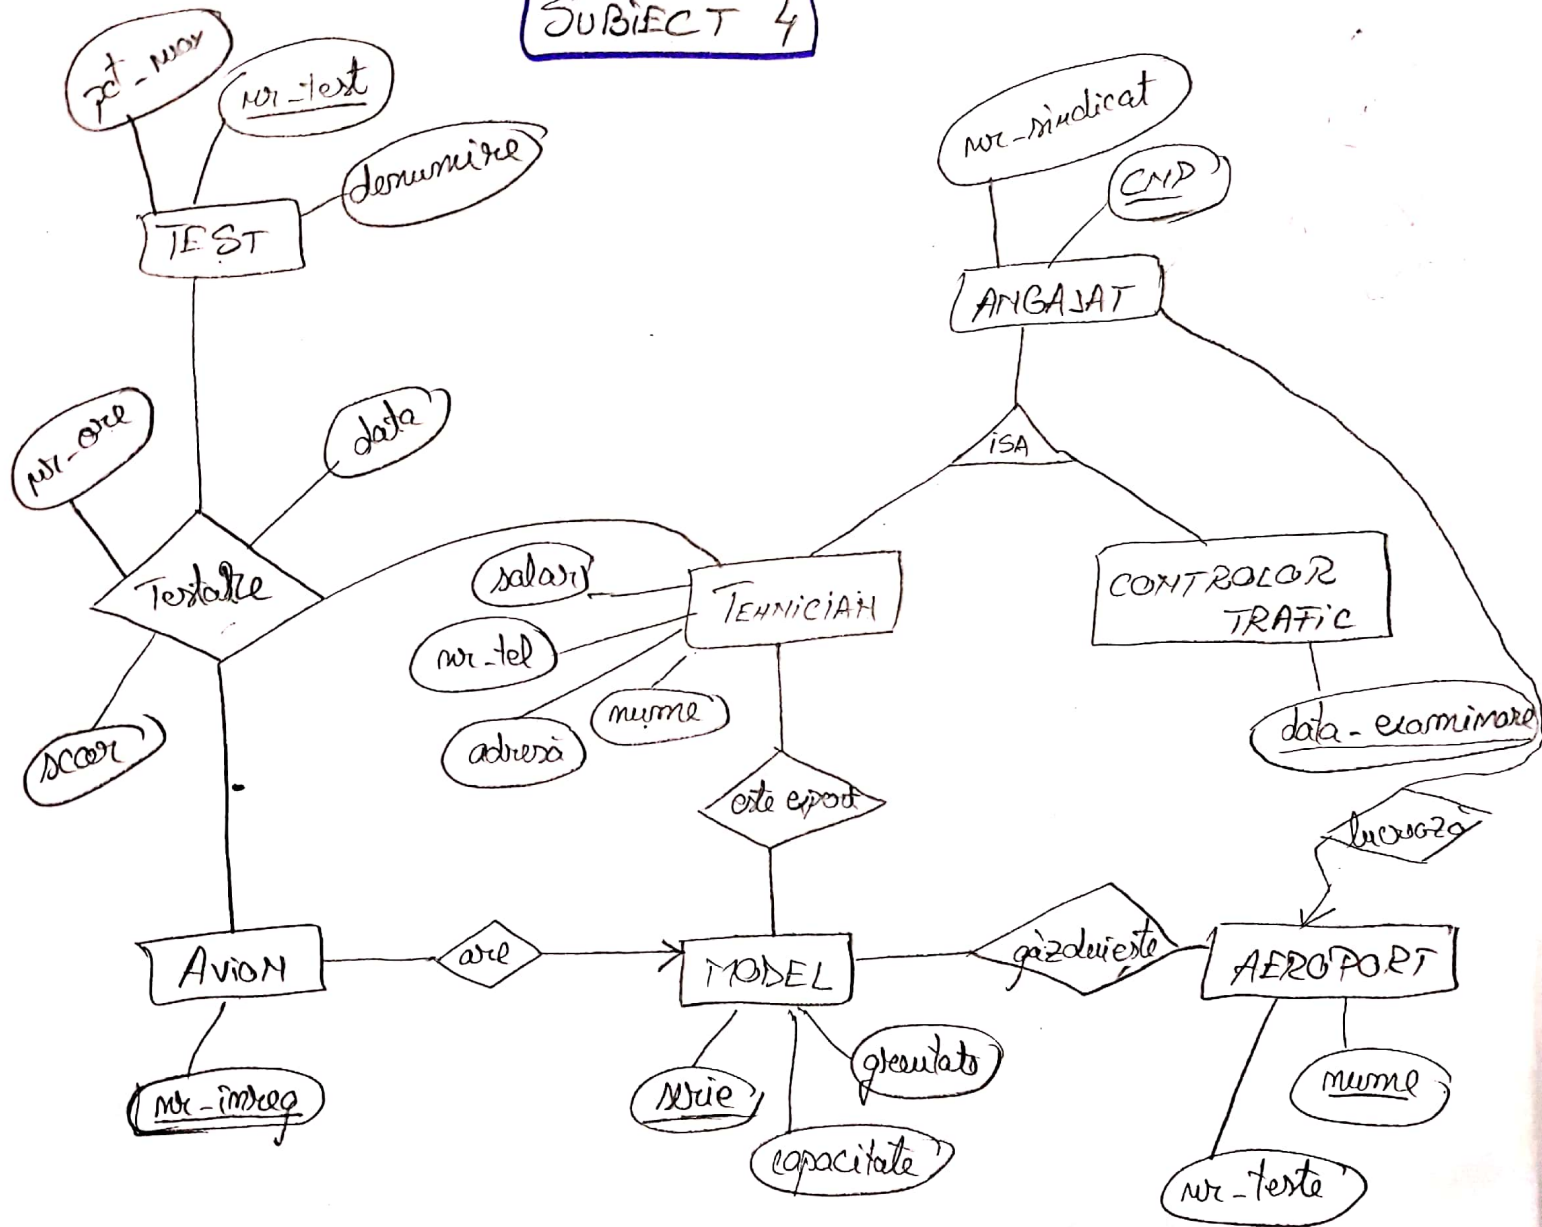 SUBiECT 4
pct_max
nr_test
denumire
TEST
nr_sindicat
CNP
ANGAJAT
iSA
nr_ore
data
Testare
scor
salariu
nr_tel
adresă
nume
TEHNiCIAN
CONTROLOR
TRAFiC
data_examinare
este expert
lucrează
AViON
are
MODEL
găzduiește
AEROPORT
nr_inreg
serie
capacitate
greutate
nume
nr_teste